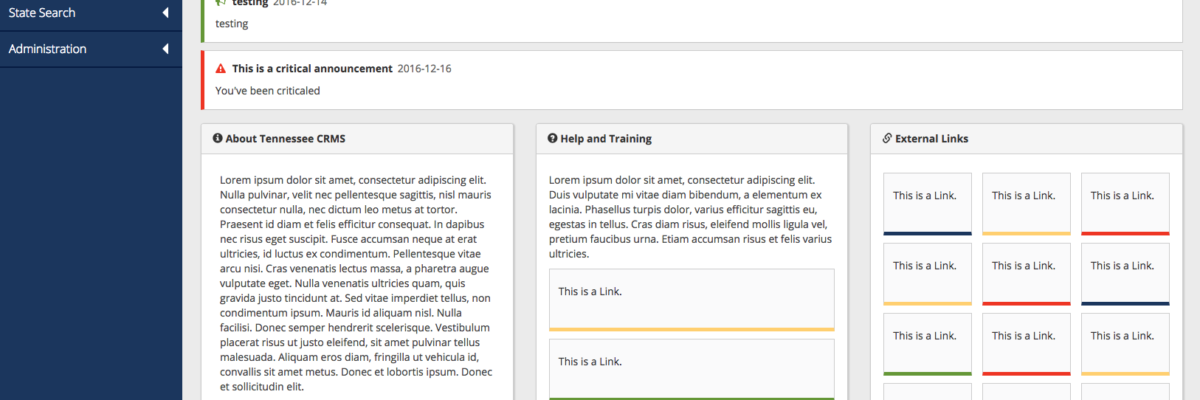 State Search
Administration
testing 2016-12-14
testing
This is a critical announcement 2016-12-16
You've been criticaled
About Tennessee CRMS
Lorem ipsum dolor sit amet, consectetur adipiscing elit.
Nulla pulvinar, velit nec pellentesque sagittis, nisl mauris
consectetur nulla, nec dictum leo metus at tortor.
Praesent id diam et felis efficitur consequat. In dapibus
nec risus eget suscipit. Fusce accumsan neque at erat
ultricies, id luctus ex condimentum. Pellentesque vitae
arcu nisi. Cras venenatis lectus massa, a pharetra augue
vulputate eget. Nulla venenatis ultricies quam, quis
gravida justo tincidunt at. Sed vitae imperdiet tellus, non
condimentum ipsum. Mauris id aliquam nisl. Nulla
facilisi. Donec semper hendrerit scelerisque. Vestibulum
placerat risus ut justo eleifend, sit amet pulvinar tellus
malesuada. Aliquam eros diam, fringilla ut vehicula id,
convallis sit amet metus. Donec et lobortis ipsum. Donec
et sollicitudin elit.
Help and Training
Lorem ipsum dolor sit amet, consectetur adipiscing elit.
Duis vulputate mi vitae diam bibendum, a elementum ex
lacinia. Phasellus turpis dolor, varius efficitur sagittis eu,
egestas in tellus. Cras diam risus, eleifend mollis ligula vel,
pretium faucibus urna. Etiam accumsan risus et felis varius
ultricies.
This is a Link.
This is a Link.
External Links
This is a Link.
This is a Link.
This is a Link.
This is a Link.
This is a Link.
This is a Link.
This is a Link.
This is a Link.
This is a Link.